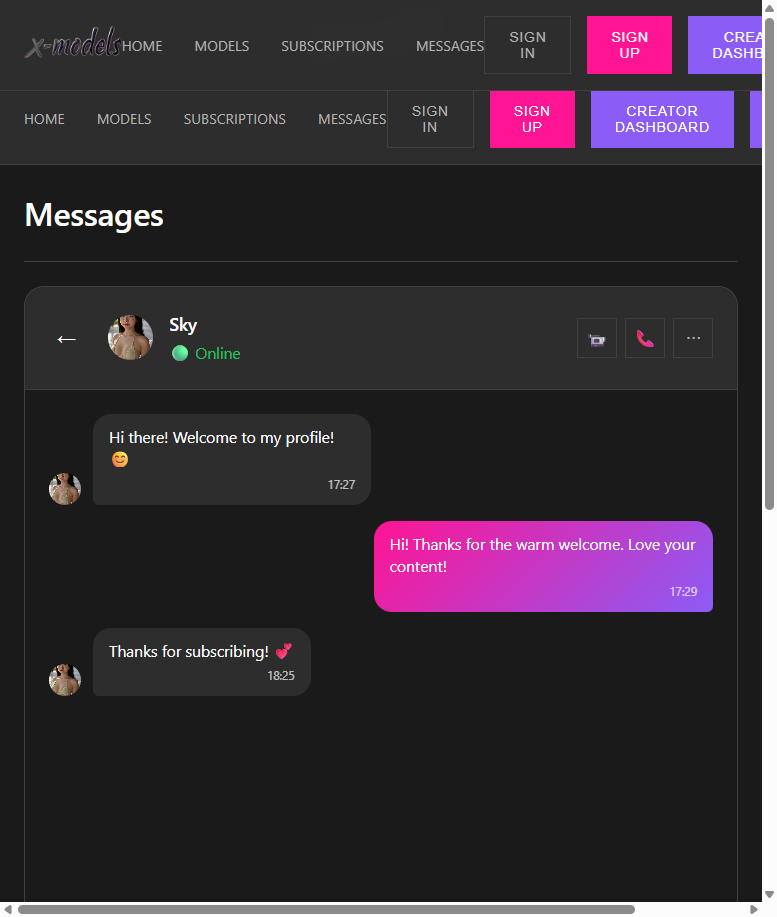 x-models HOME MODELS SUBSCRIPTIONS MESSAGES SIGN IN SIGN UP
HOME MODELS SUBSCRIPTIONS MESSAGES SIGN IN SIGN UP CREATOR DASHBOARD
Messages
← Sky
Online
Hi there! Welcome to my profile!
😊
17:27
Hi! Thanks for the warm welcome. Love your
content!
17:29
Thanks for subscribing! 💕
18:25